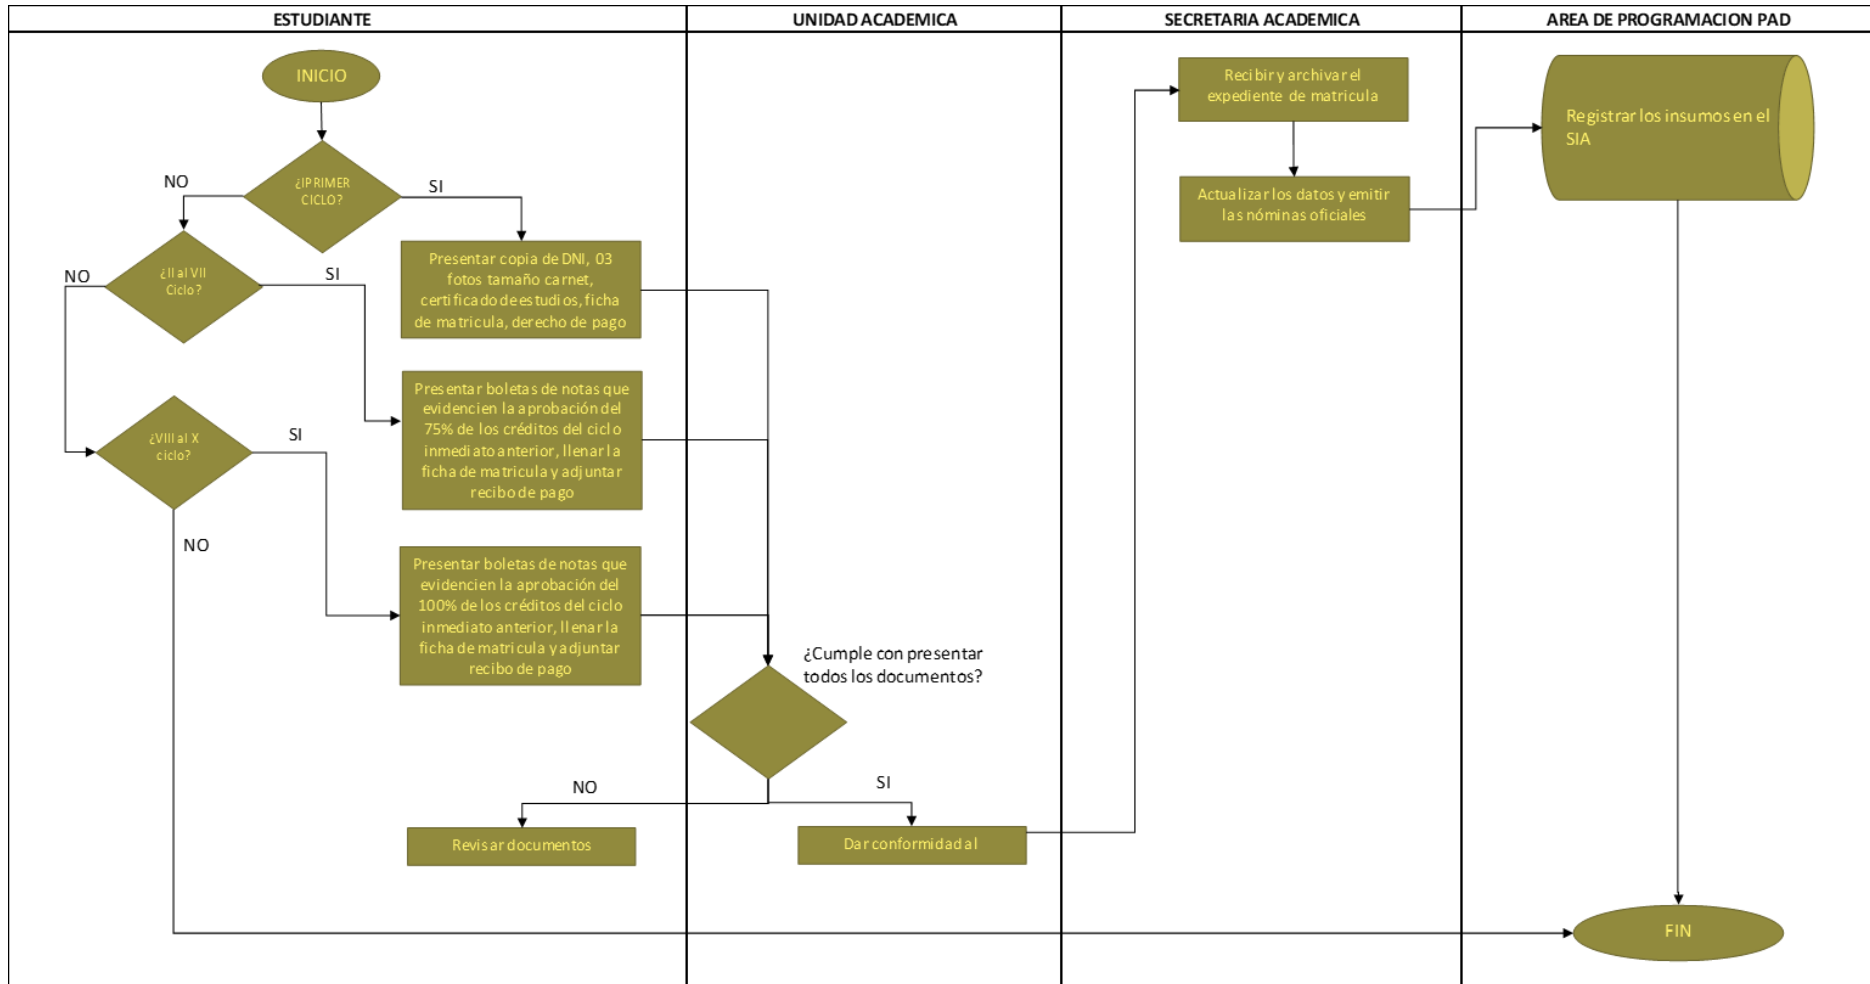 ESTUDIANTE
UNIDAD ACADEMICA
SECRETARIA ACADEMICA
AREA DE PROGRAMACION PAD
INICIO
¿IPRIMER
CICLO?
NO
SI
¿II al VII
Ciclo?
NO
SI
Presentar copia de DNI, 03
fotos tamaño carnet,
certificado de estudios, ficha
de matricula, derecho de pago
Presentar boletas de notas que
evidencien la aprobación del
75% de los créditos del ciclo
inmediato anterior, llenar la
ficha de matricula y adjuntar
recibo de pago
¿VIII al X
ciclo?
SI
NO
Presentar boletas de notas que
evidencien la aprobación del
100% de los créditos del ciclo
inmediato anterior, llenar la
ficha de matricula y adjuntar
recibo de pago
¿Cumple con presentar
todos los documentos?
NO
SI
Revisar documentos
Dar conformidad al
Recibir y archivar el
expediente de matricula
Actualizar los datos y emitir
las nóminas oficiales
Registrar los insumos en el
SIA
FIN